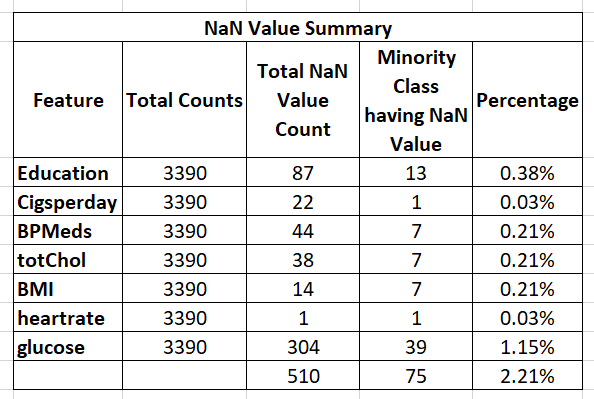 NaN Value Summary
Feature Total Counts Total NaN Value Count Minority Class having NaN Value Percentage
Education 3390 87 13 0.38%
Cigsperday 3390 22 1 0.03%
BPMeds 3390 44 7 0.21%
totChol 3390 38 7 0.21%
BMI 3390 14 7 0.21%
heartrate 3390 1 1 0.03%
glucose 3390 304 39 1.15%
510 75 2.21%